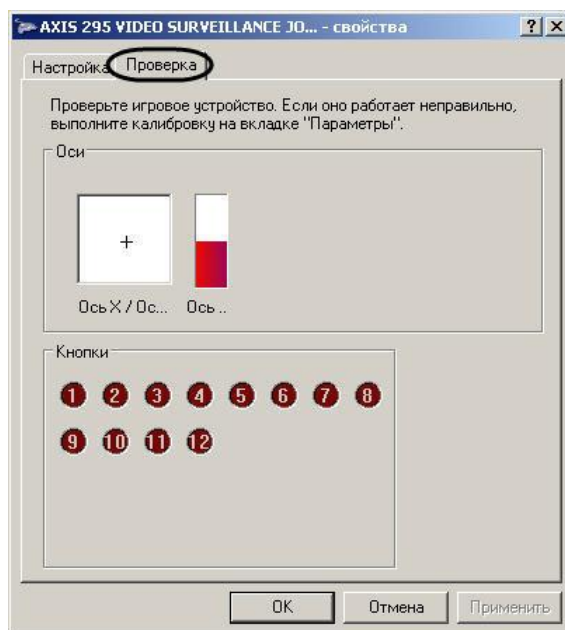 AXIS 295 VIDEO SURVEILLANCE JO... - свойства
Настройка Проверка
Проверьте игровое устройство. Если оно работает неправильно,
выполните калибровку на вкладке "Параметры".
Оси
Ось X / Ос... Ось ..
Кнопки
1 2 3 4 5 6 7 8
9 10 11 12
OK Отмена Применить